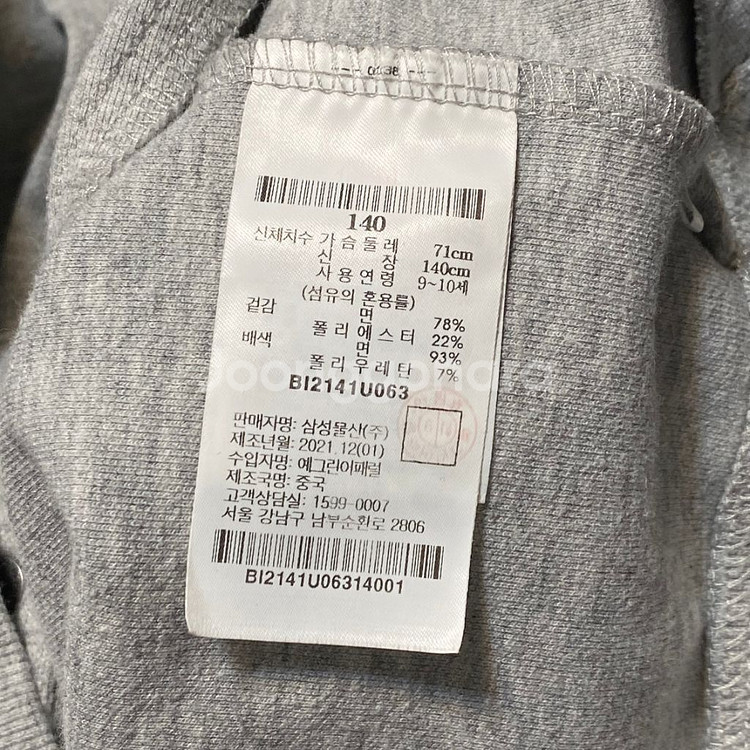 140
신체치수 가 슴 둘 레 71cm
신 장 140cm
사 용 연 령 9~10세
(섬유의 혼용률)
겉감 면 78%
폴 리 에 스 터 22%
배색 면 93%
폴 리 우 레 탄 7%
BI2141U063
판매자명: 삼성물산(주)
제조년월: 2021.12(01)
수입자명: 예그린어패럴
제조국명: 중국
고객상담실: 1599-0007
서울 강남구 남부순환로 2806
BI2141U06314001